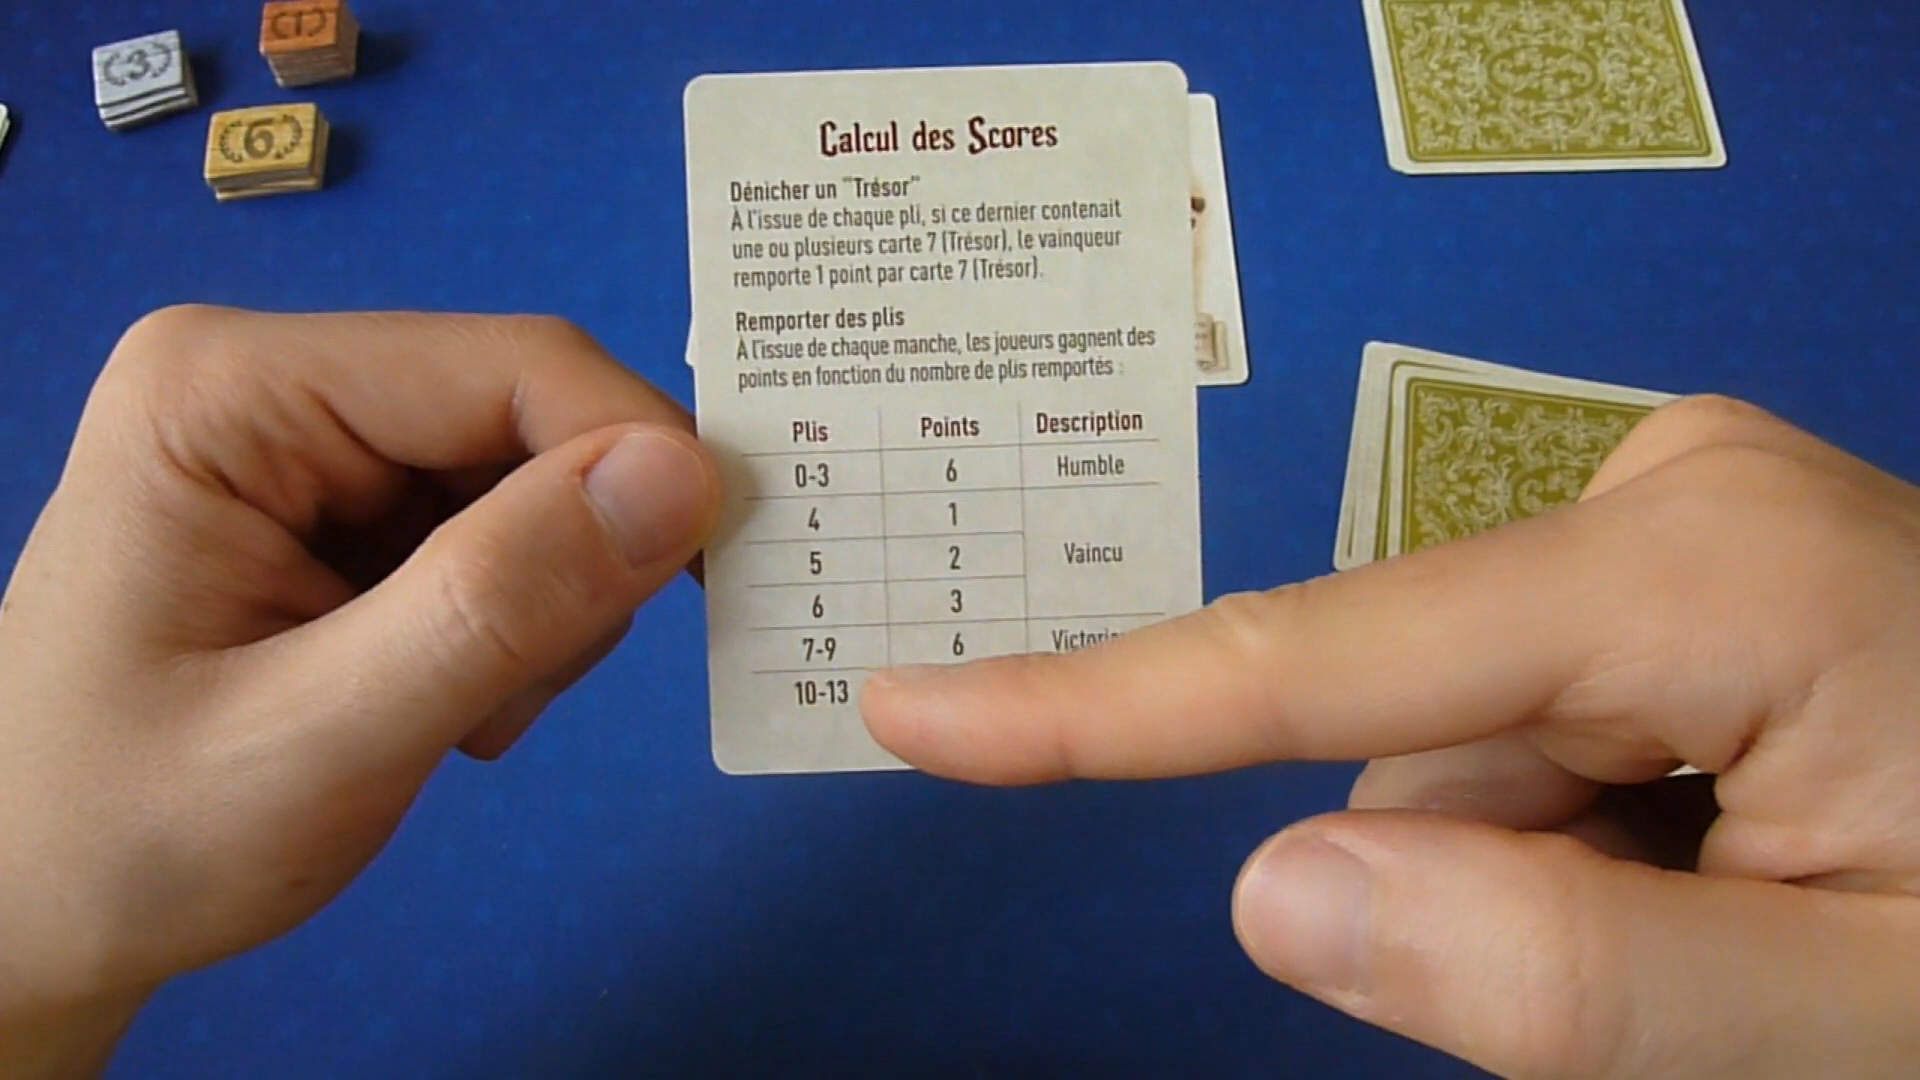 (3)
(1)
6
Calcul des Scores
Dénicher un "Trésor"
À l'issue de chaque pli, si ce dernier contenait
une ou plusieurs carte 7 (Trésor), le vainqueur
remporte 1 point par carte 7 (Trésor).
Remporter des plis
À l'issue de chaque manche, les joueurs gagnent des
points en fonction du nombre de plis remportés :
Plis Points Description
0-3 6 Humble
4 1
5 2 Vaincu
6 3
7-9 6
10-13